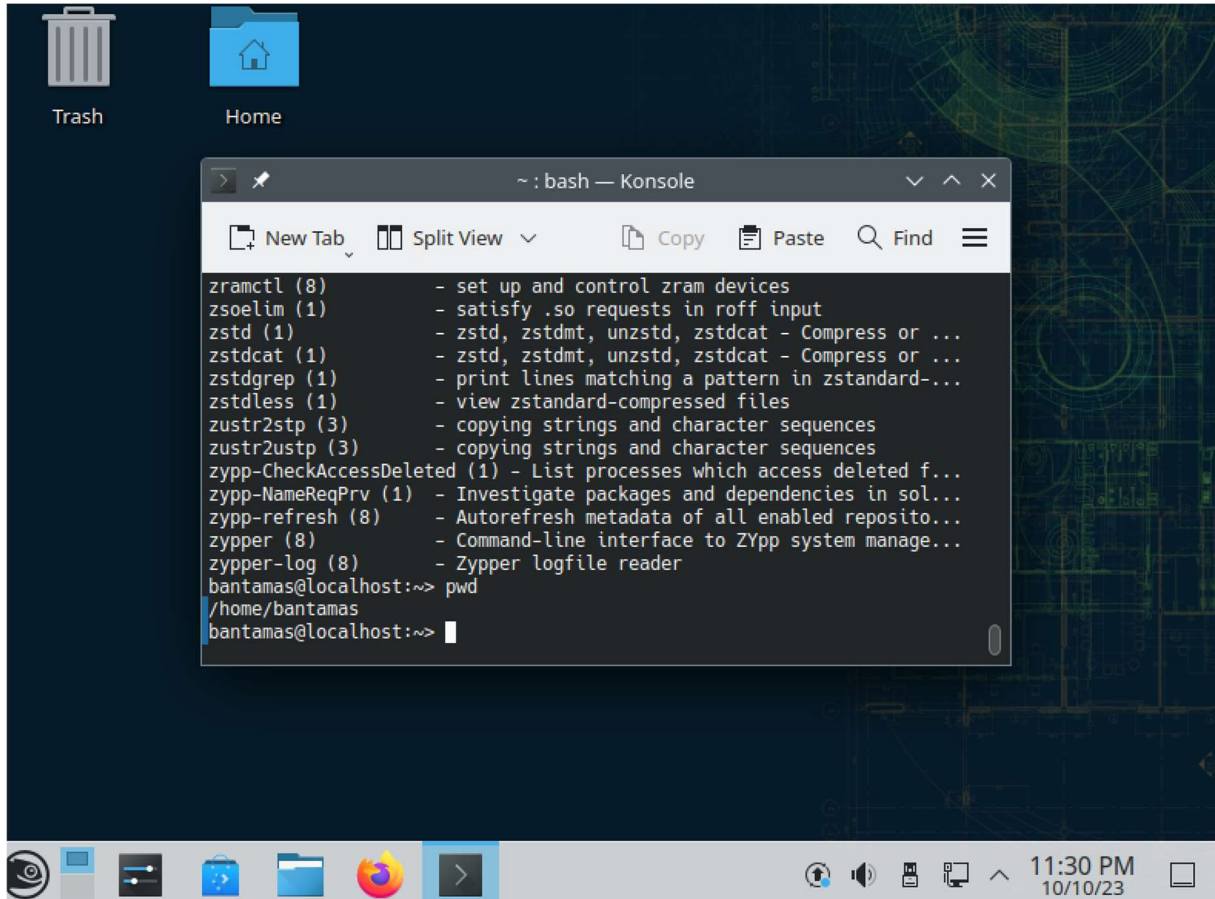 Trash
Home
~ : bash — Konsole
New Tab
Split View
Copy
Paste
Find
zramctl (8) - set up and control zram devices
zsoelim (1) - satisfy .so requests in roff input
zstd (1) - zstd, zstdmt, unzstd, zstdcat - Compress or ...
zstdcat (1) - zstd, zstdmt, unzstd, zstdcat - Compress or ...
zstdgrep (1) - print lines matching a pattern in zstandard-...
zstdless (1) - view zstandard-compressed files
zustr2stp (3) - copying strings and character sequences
zustr2ustp (3) - copying strings and character sequences
zypp-CheckAccessDeleted (1) - List processes which access deleted f...
zypp-NameReqPrv (1) - Investigate packages and dependencies in sol...
zypp-refresh (8) - Autorefresh metadata of all enabled reposito...
zypper (8) - Command-line interface to ZYpp system manage...
zypper-log (8) - Zypper logfile reader
bantamas@localhost:~> pwd
/home/bantamas
bantamas@localhost:~>
11:30 PM
10/10/23